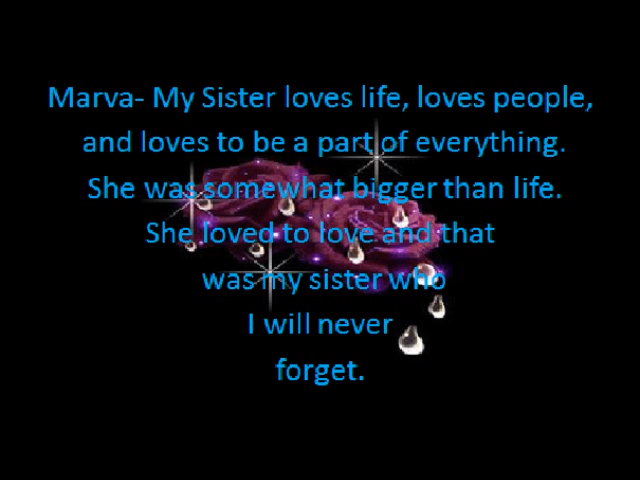 Marva- My Sister loves life, loves people,
and loves to be a part of everything.
She was somewhat bigger than life.
She loved to love and that
was my sister who
I will never
forget.